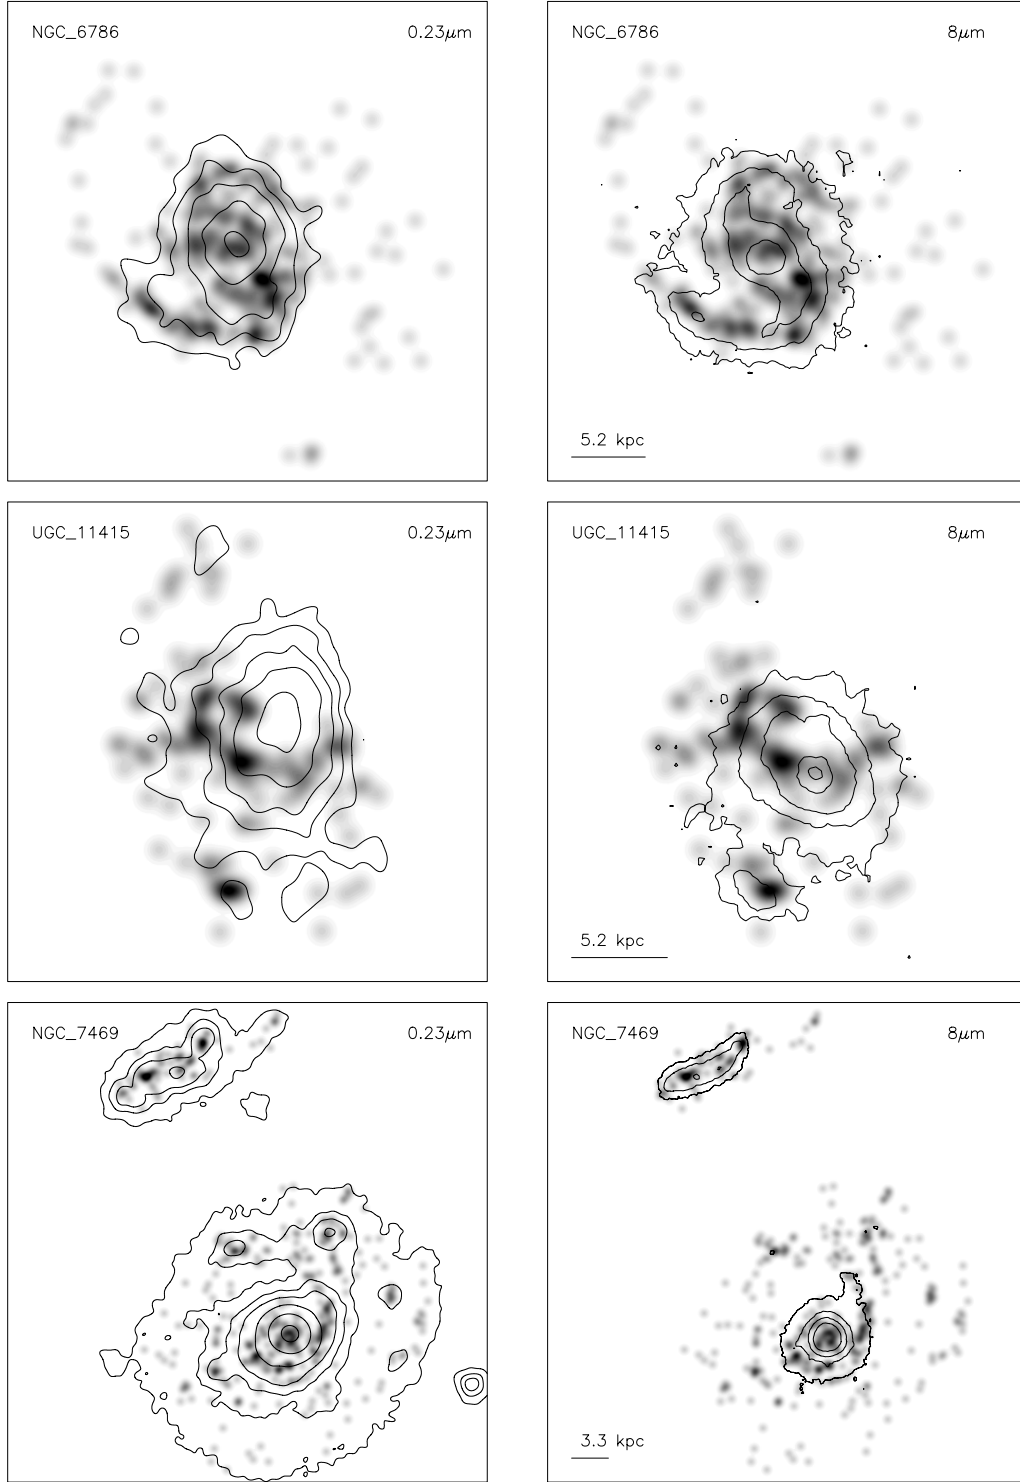 NGC_6786 0.23μm
NGC_6786 8μm
5.2 kpc
UGC_11415 0.23μm
UGC_11415 8μm
5.2 kpc
NGC_7469 0.23μm
NGC_7469 8μm
3.3 kpc